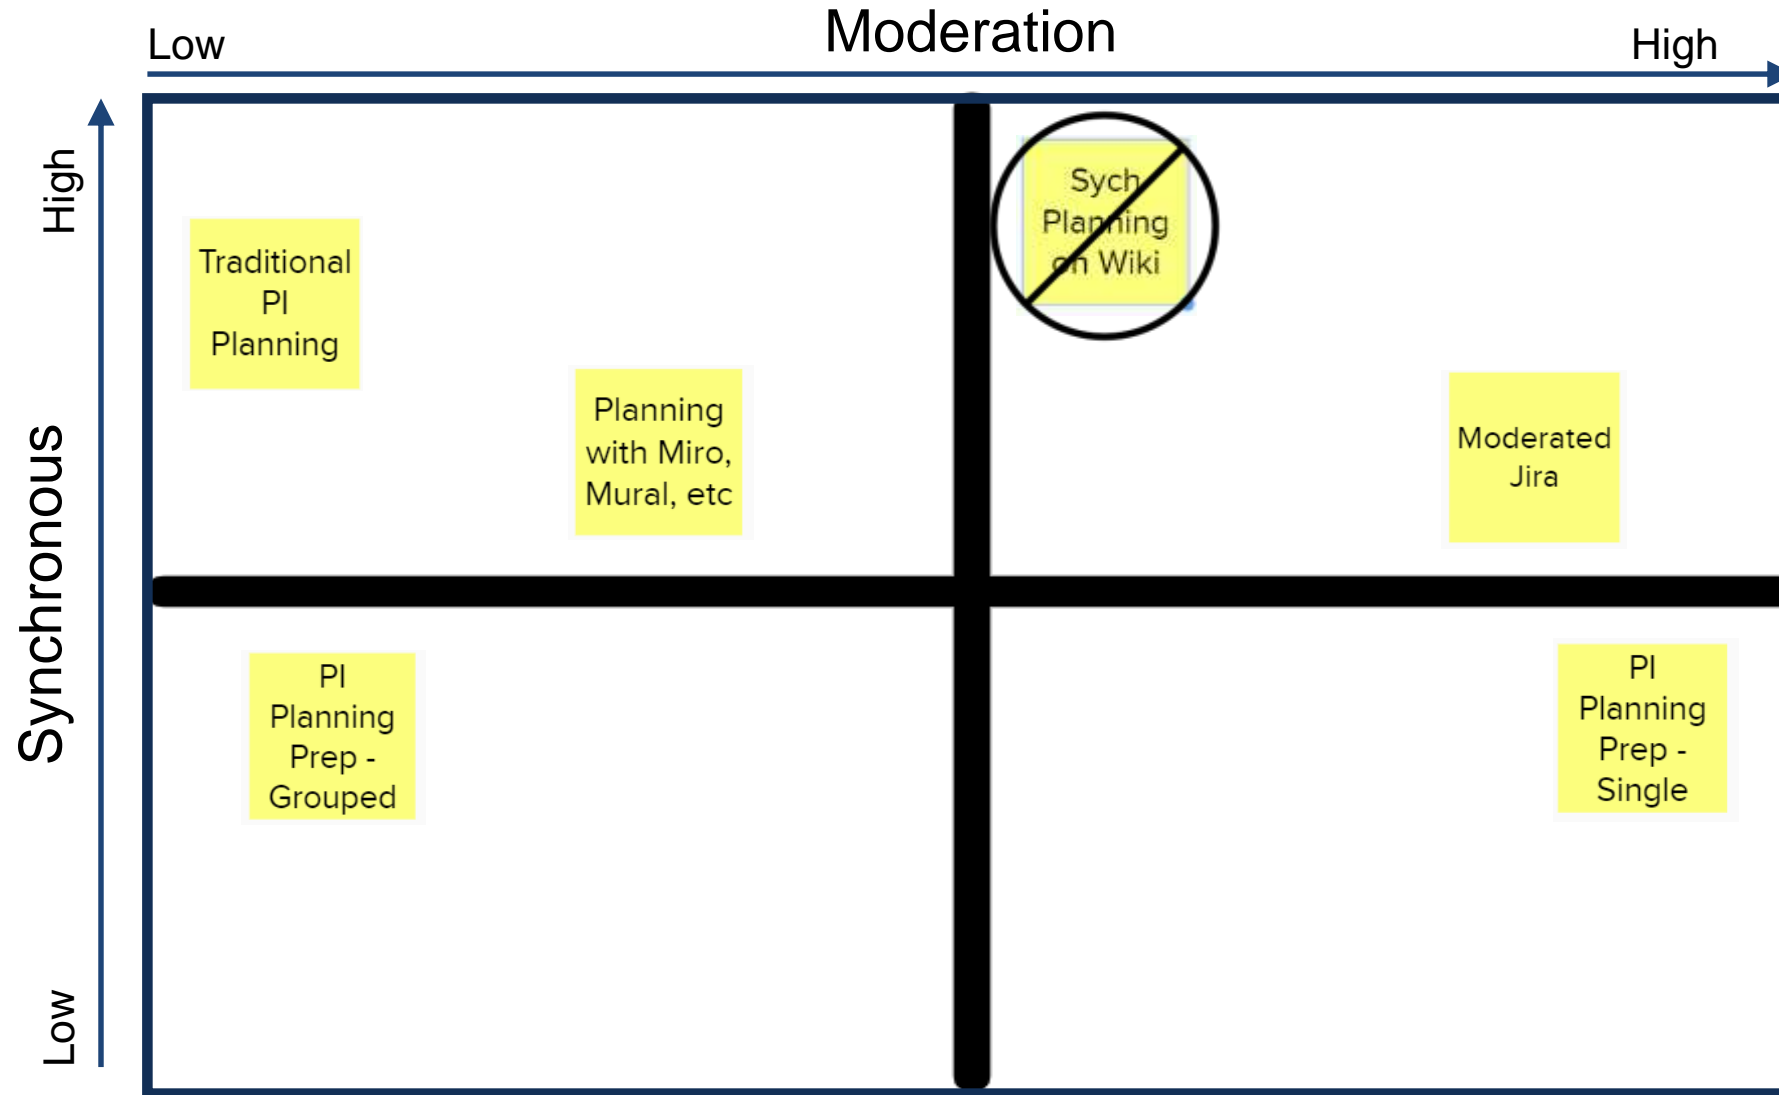 Moderation
Low
High
High
Synchronous
Low
Traditional
PI
Planning
Planning
with Miro,
Mural, etc
Sych
Planning
on Wiki
Moderated
Jira
PI
Planning
Prep -
Grouped
PI
Planning
Prep -
Single